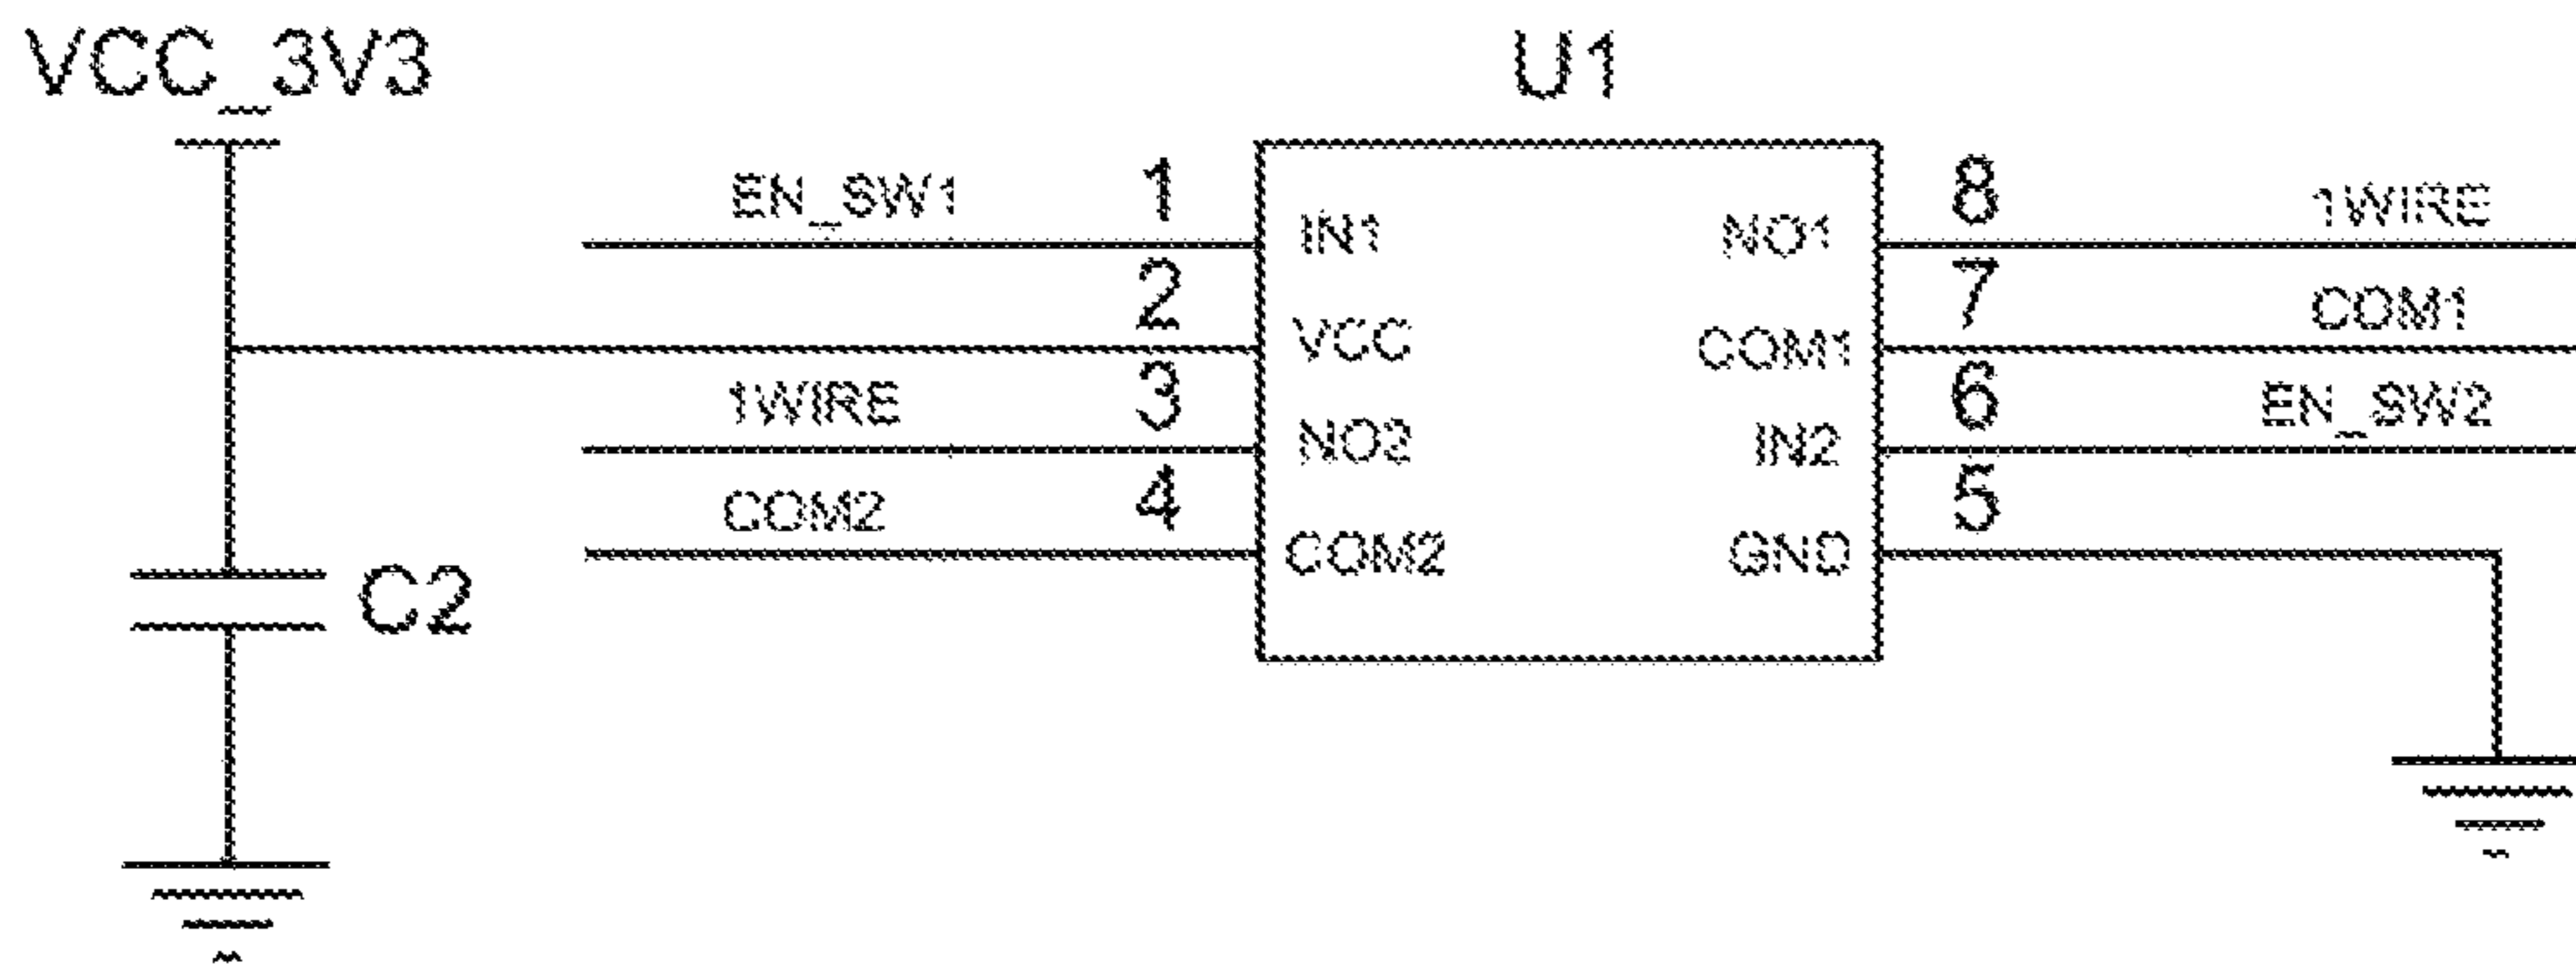 VCC_3V3
U1
EN_SW1 1 IN1 NO1 8 1WIRE
2 VCC COM1 7 COM1
1WIRE 3 NO2 IN2 6 EN_SW2
COM2 4 COM2 GND 5
C2